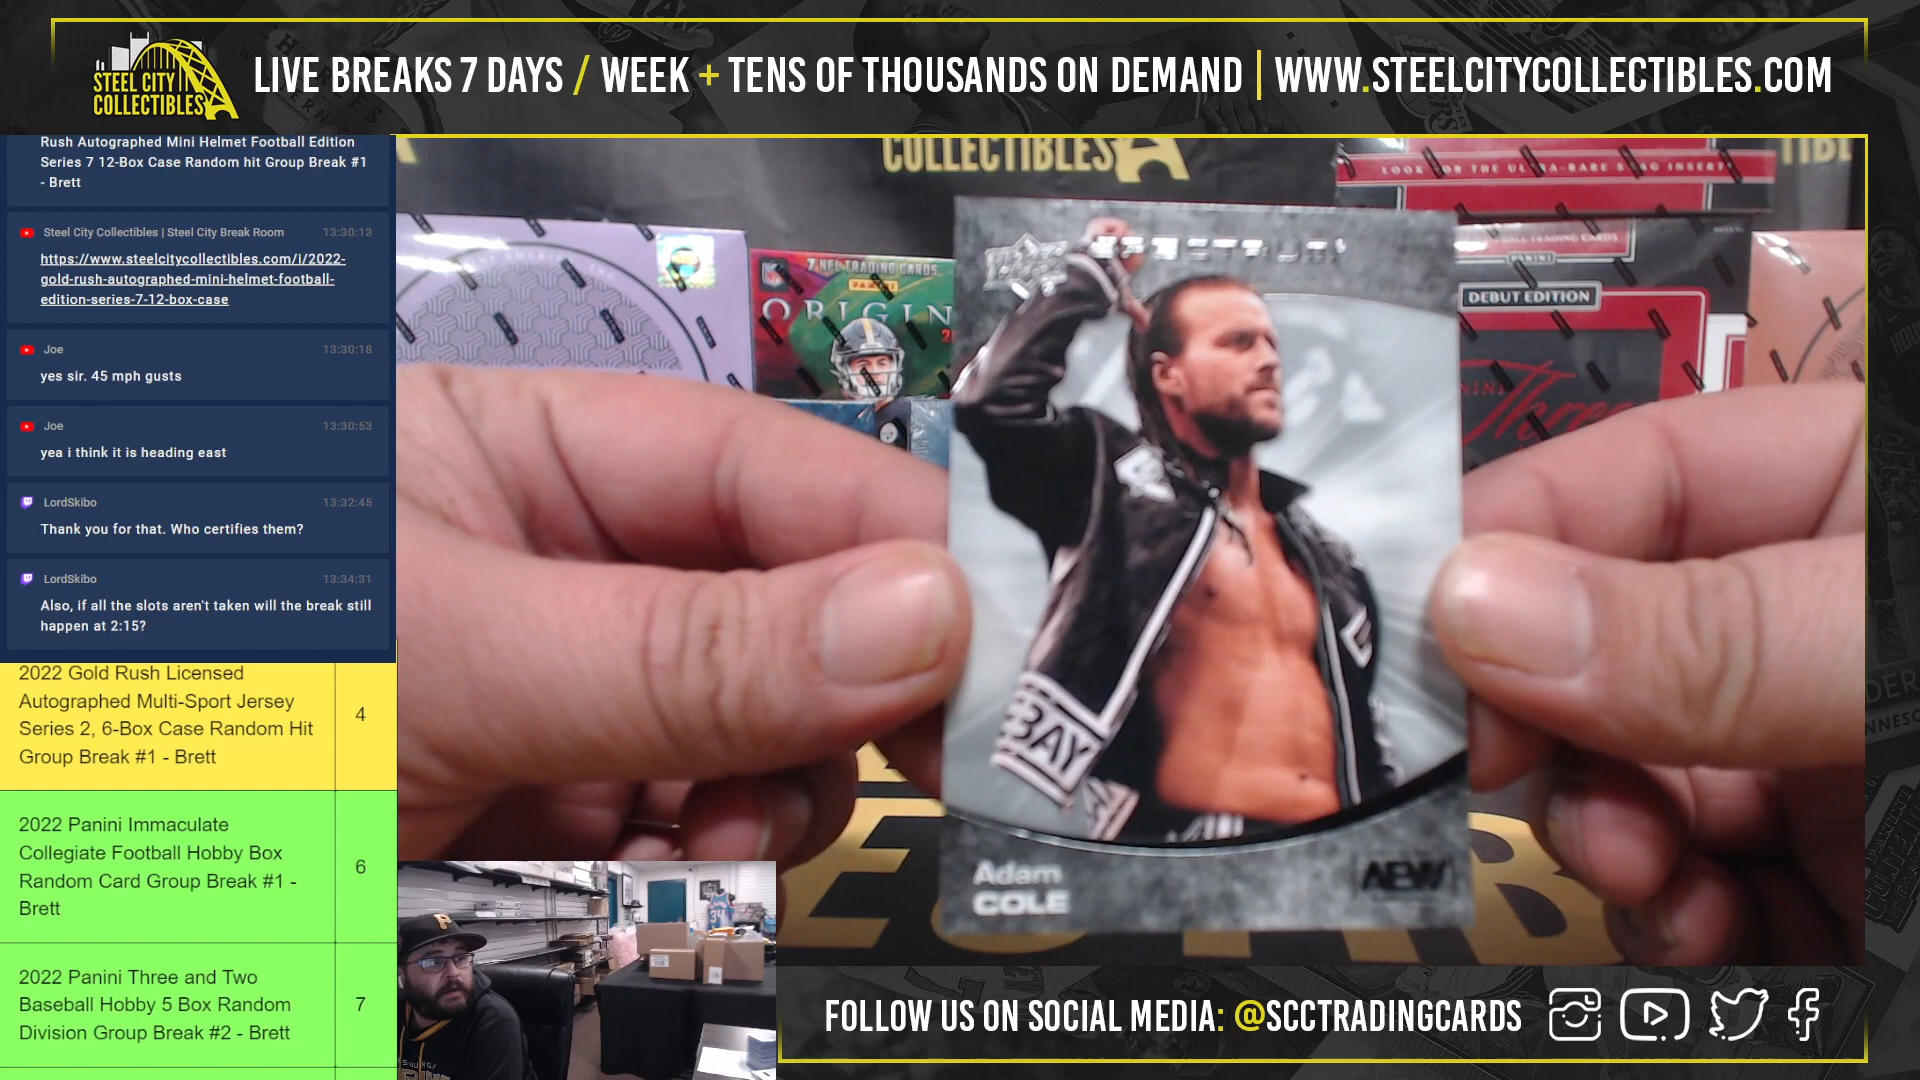 STEEL CITY
COLLECTIBLES
LIVE BREAKS 7 DAYS / WEEK + TENS OF THOUSANDS ON DEMAND | WWW.STEELCITYCOLLECTIBLES.COM
Rush Autographed Mini Helmet Football Edition
Series 7 12-Box Case Random hit Group Break #1
- Brett
Steel City Collectibles | Steel City Break Room 13:30:13
https://www.steelcitycollectibles.com/i/2022-
gold-rush-autographed-mini-helmet-football-
edition-series-7-12-box-case
Joe 13:30:18
yes sir. 45 mph gusts
Joe 13:30:53
yea i think it is heading east
LordSkibo 13:32:45
Thank you for that. Who certifies them?
LordSkibo 13:34:31
Also, if all the slots aren't taken will the break still
happen at 2:15?
2022 Gold Rush Licensed
Autographed Multi-Sport Jersey
Series 2, 6-Box Case Random Hit
Group Break #1 - Brett
4
2022 Panini Immaculate
Collegiate Football Hobby Box
Random Card Group Break #1 -
Brett
6
2022 Panini Three and Two
Baseball Hobby 5 Box Random
Division Group Break #2 - Brett
7
COLLECTIBLES
7 NFL TRADING CARDS
PANINI
ORIGIN
DEBUT EDITION
PANINI
BAY
Adam
COLE
AEW
34
FOLLOW US ON SOCIAL MEDIA: @SCCTRADINGCARDS